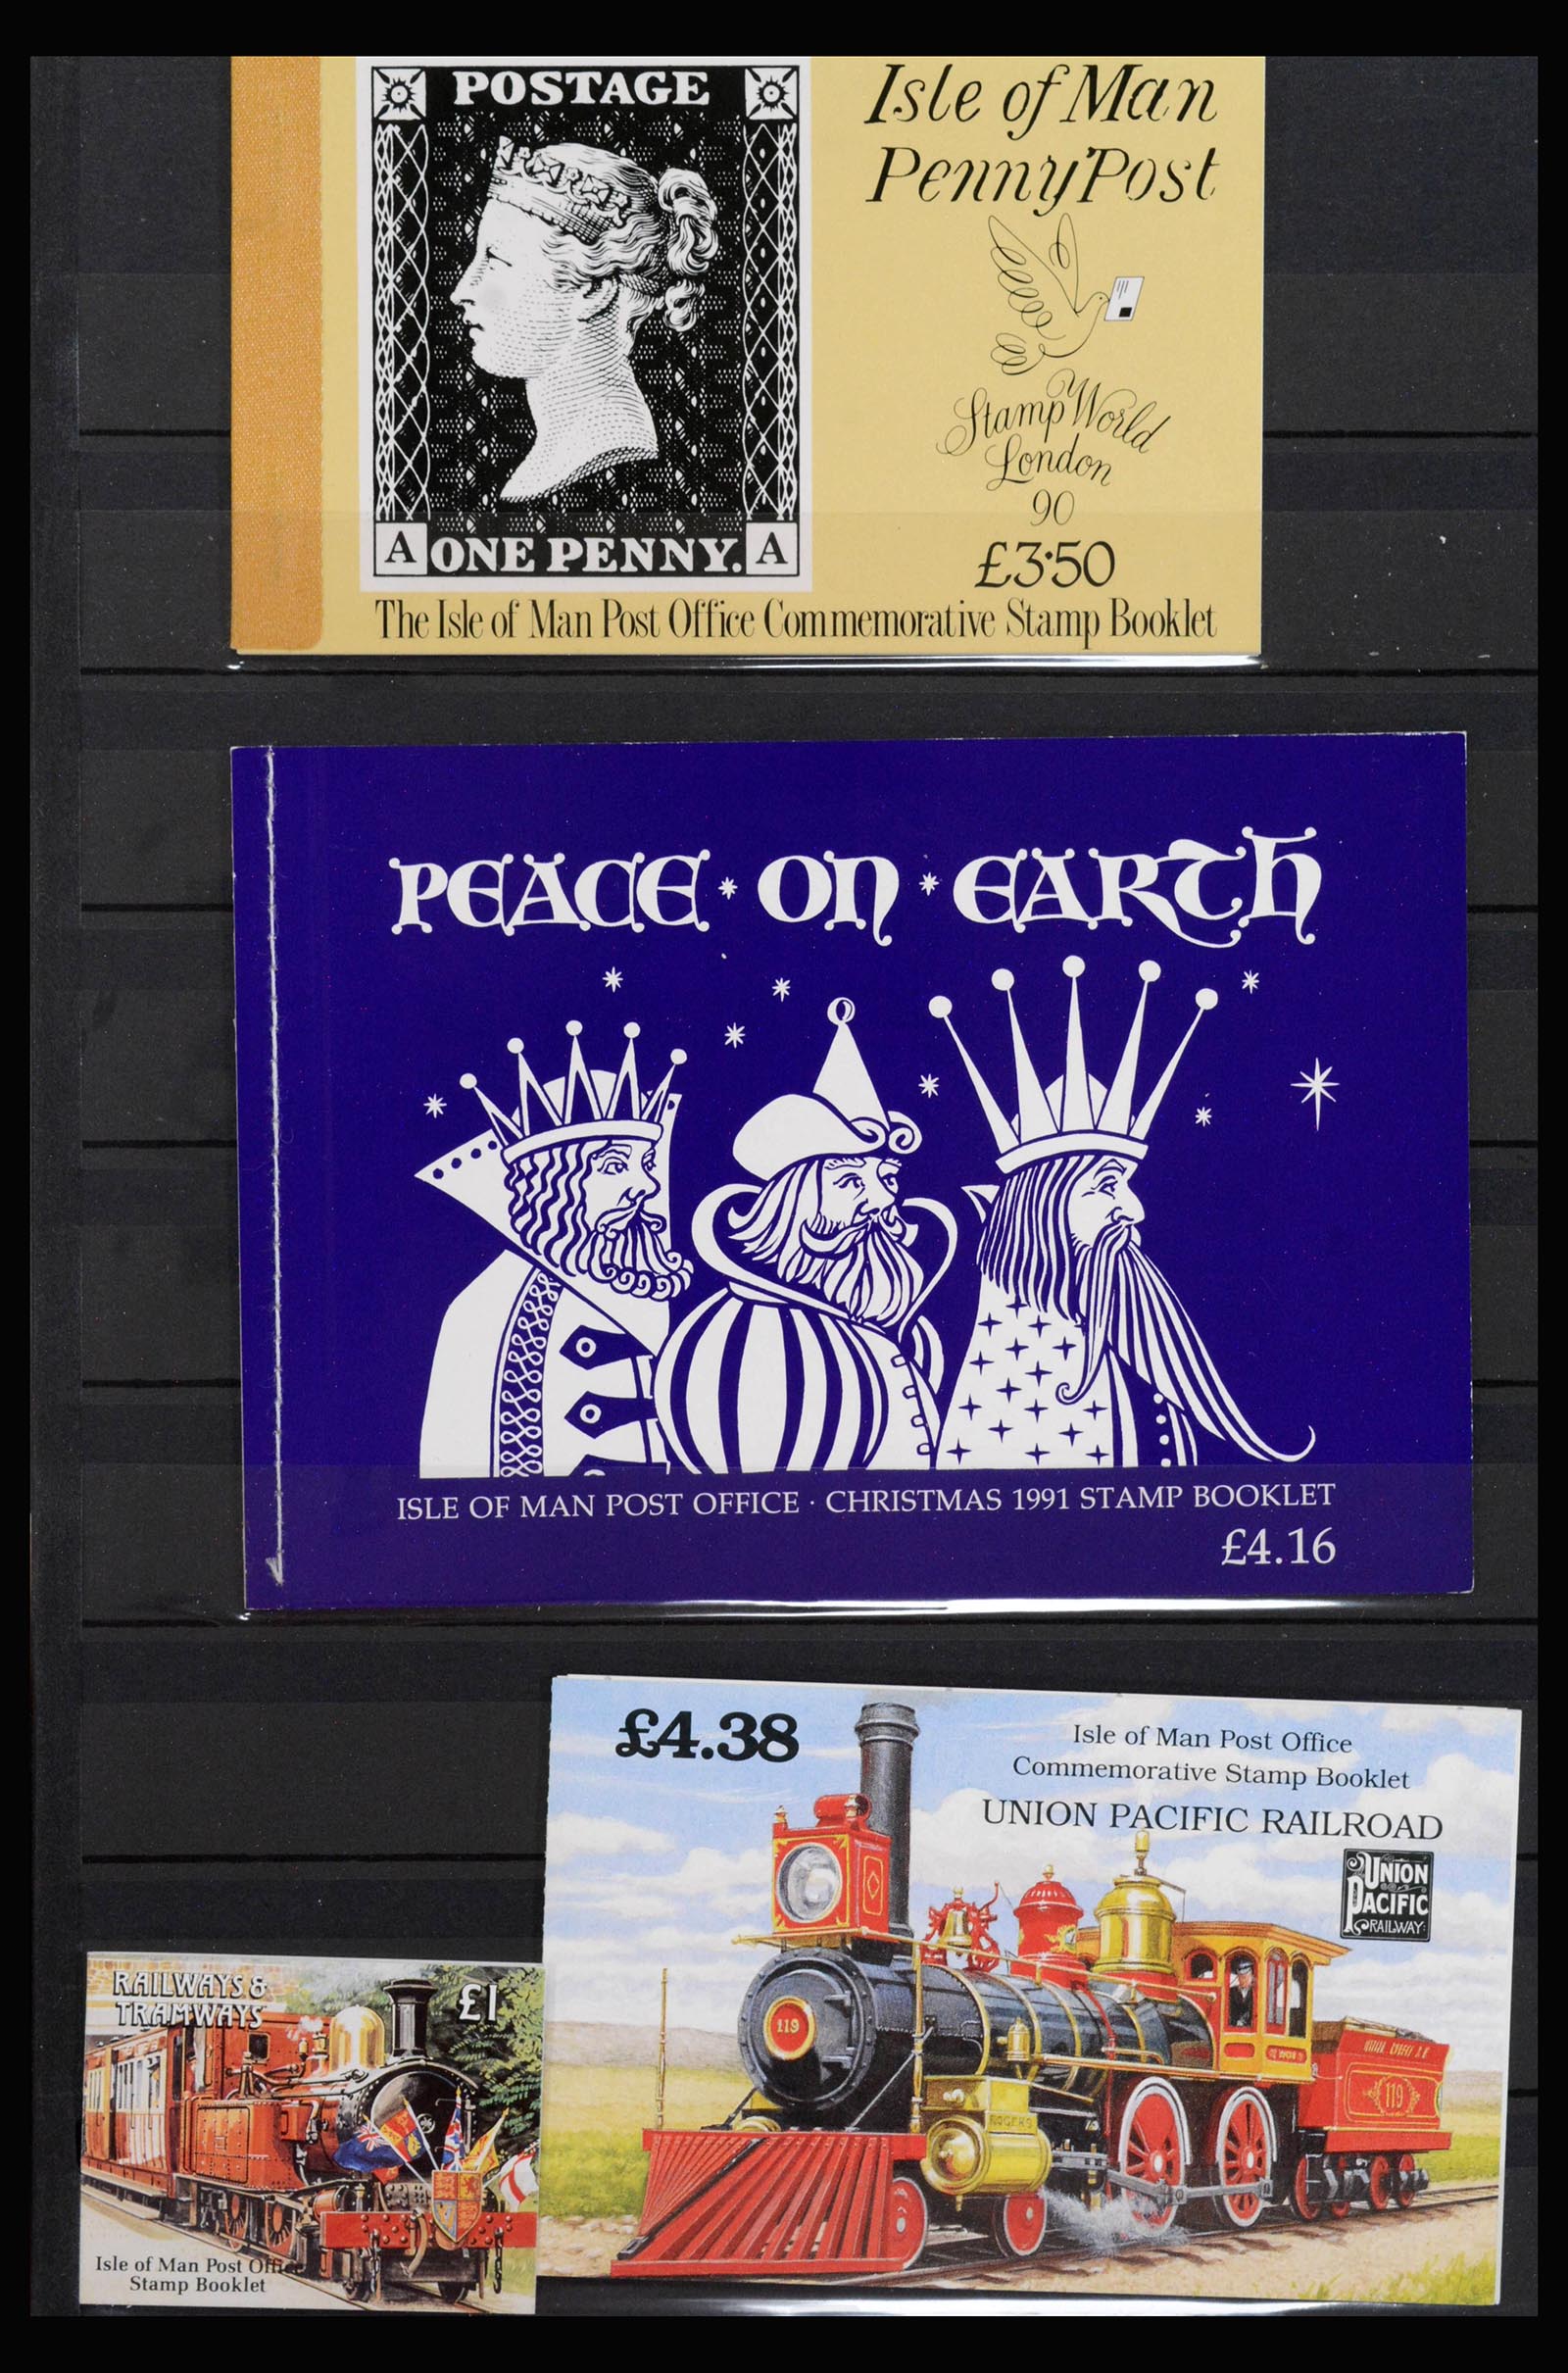 POSTAGE
A ONE PENNY. A
Isle of Man
Penny Post
Stamp World
London
90
£3·50
The Isle of Man Post Office Commemorative Stamp Booklet
PEACE · ON · EARTH
ISLE OF MAN POST OFFICE · CHRISTMAS 1991 STAMP BOOKLET
£4.16
£4.38
Isle of Man Post Office
Commemorative Stamp Booklet
UNION PACIFIC RAILROAD
UNION
PACIFIC
RAILWAY
119
119
ROGERS
RAILWAYS &
TRAMWAYS
£1
Isle of Man Post Office
Stamp Booklet